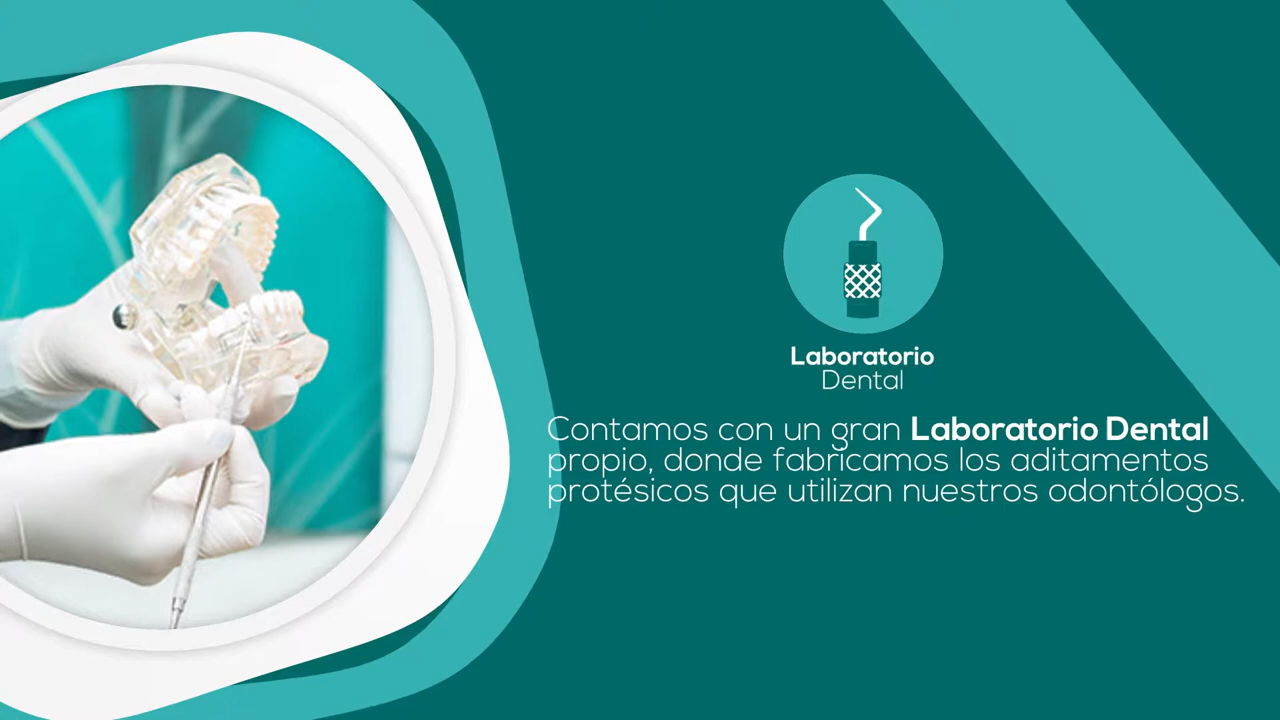 Laboratorio
Dental
Contamos con un gran Laboratorio Dental
propio, donde fabricamos los aditamentos
protésicos que utilizan nuestros odontólogos.